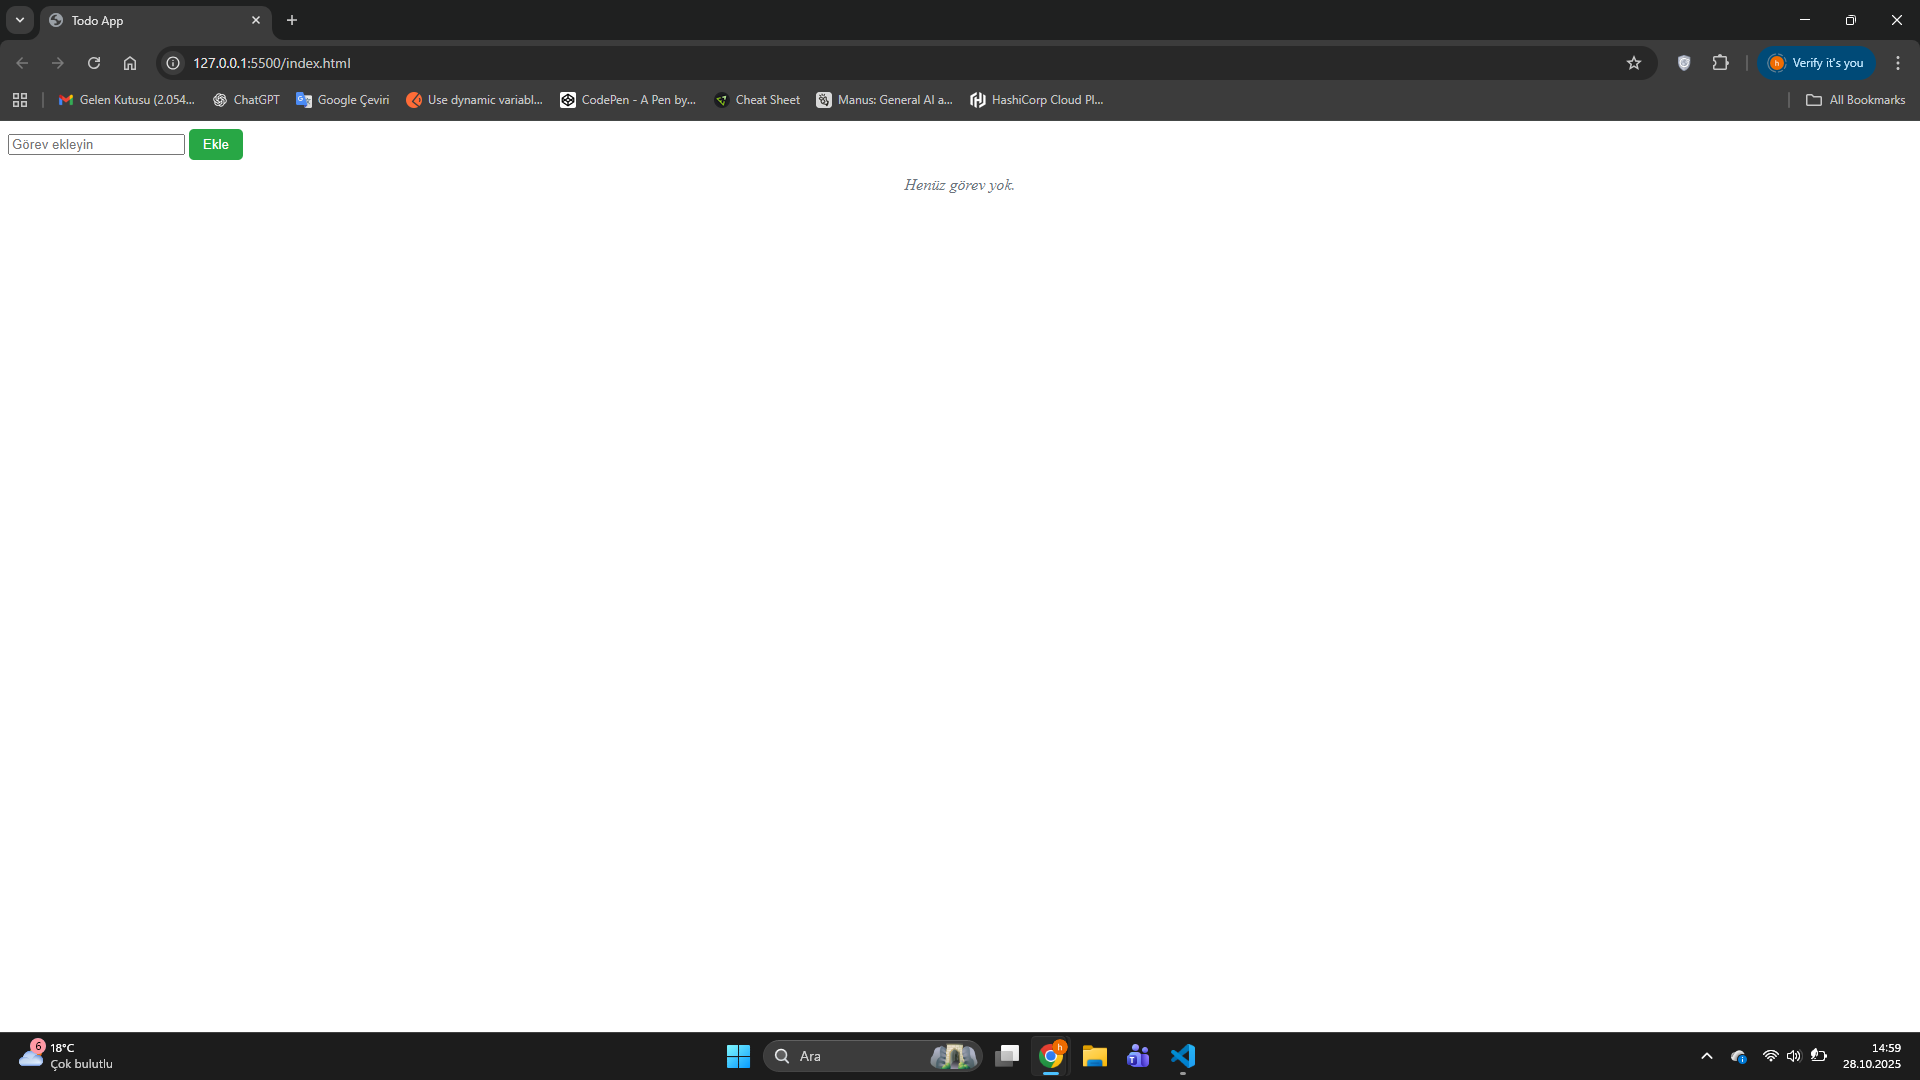 Todo App
127.0.0.1:5500/index.html
h
Verify it's you
Gelen Kutusu (2.054...
ChatGPT
Google Çeviri
Use dynamic variabl...
CodePen - A Pen by...
Cheat Sheet
Manus: General AI a...
HashiCorp Cloud Pl...
All Bookmarks
Görev ekleyin
Ekle
Henüz görev yok.
6
18°C
Çok bulutlu
Ara
h
14:59
28.10.2025